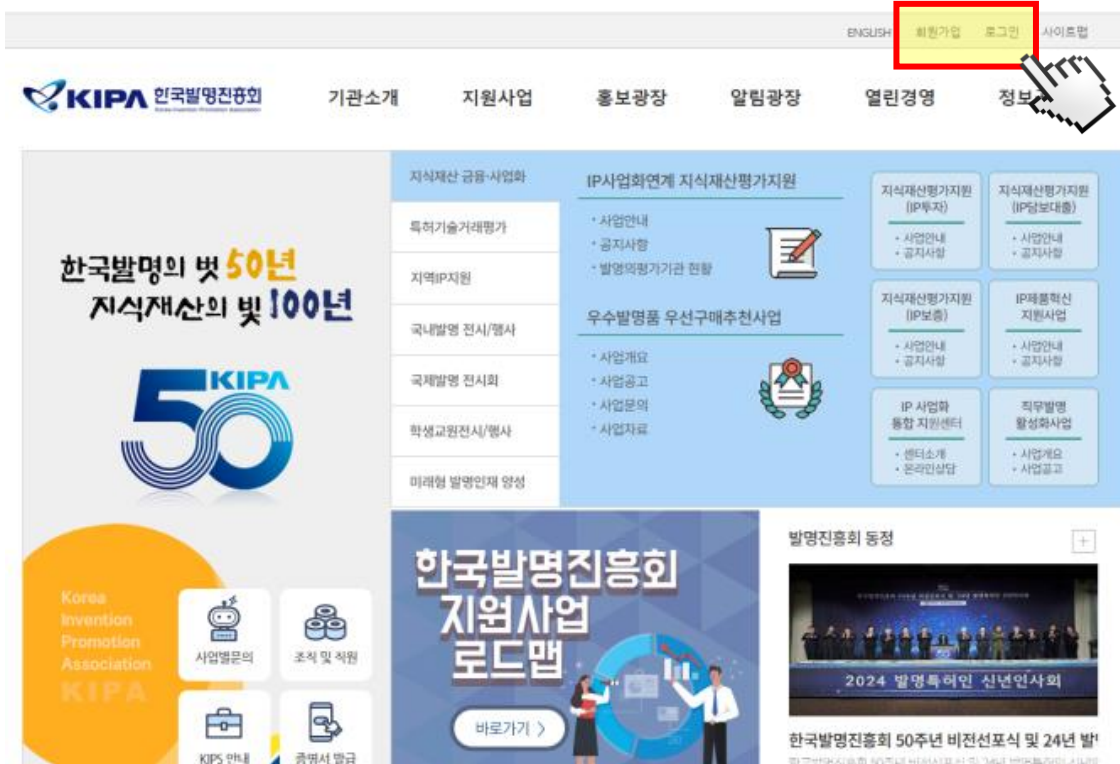 ENGLISH 회원가입 로그인 사이트맵
KIPA 한국발명진흥회
기관소개 지원사업 홍보광장 알림광장 열린경영 정보
한국발명의 벗 50년
지식재산의 빛 100년
KIPA
50
지식재산 금융·사업화
특허기술거래평가
지역IP지원
국내발명 전시/행사
국제발명 전시회
학생교원전시/행사
미래형 발명인재 양성
IP사업화연계 지식재산평가지원
· 사업안내
· 공지사항
· 발명의평가기관 현황
우수발명품 우선구매추천사업
· 사업개요
· 사업공고
· 사업문의
· 사업자료
지식재산평가지원
(IP투자)
• 사업안내
• 공지사항
지식재산평가지원
(IP담보대출)
• 사업안내
• 공지사항
지식재산평가지원
(IP보증)
• 사업안내
• 공지사항
IP제품혁신
지원사업
• 사업안내
• 공지사항
IP 사업화
통합 지원센터
• 센터소개
• 온라인상담
직무발명
활성화사업
• 사업개요
• 사업공고
Korea
Invention
Promotion
Association
KIPA
사업별문의
조직 및 직원
KIPS 안내
증명서 발급
한국발명진흥회
지원사업
로드맵
바로가기 >
발명진흥회 동정
+
2024 발명특허인 신년인사회
한국발명진흥회 50주년 비전선포식 및 24년 발